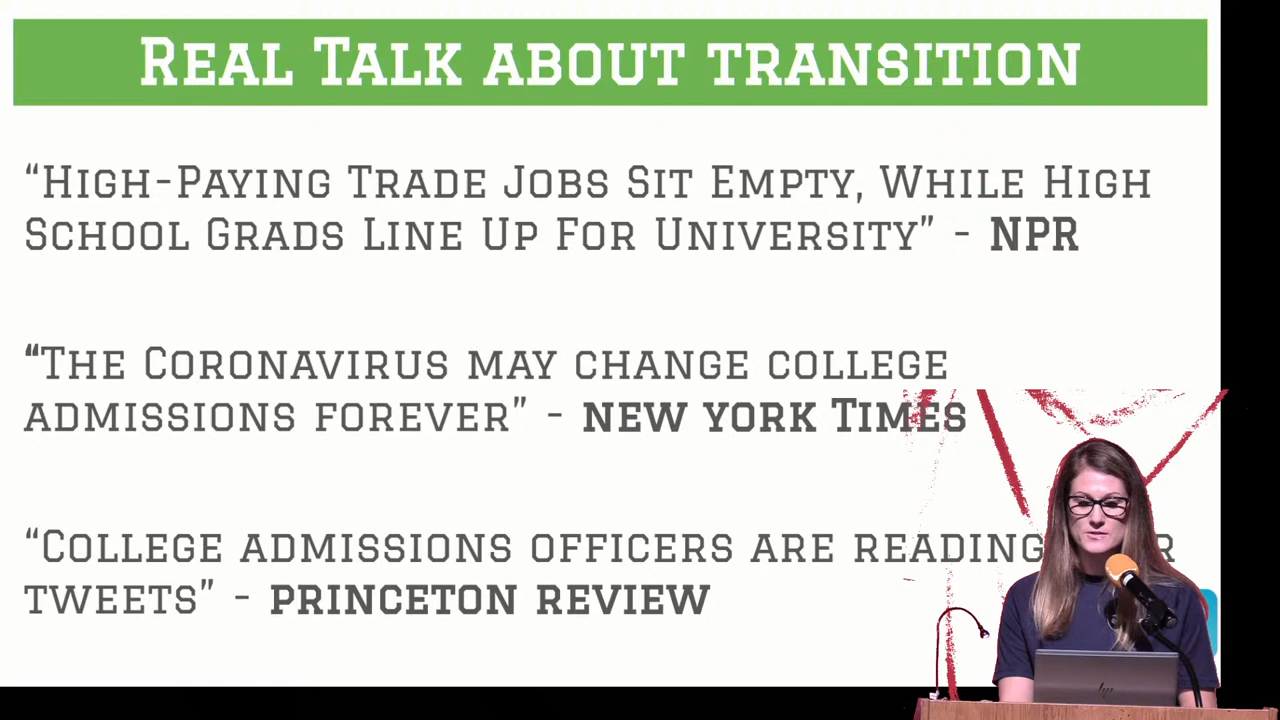 Real Talk about transition
“High-Paying Trade Jobs Sit Empty, While High
School Grads Line Up For University” - NPR
“The Coronavirus may change college
admissions forever” - New York Times
“College admissions officers are reading
tweets” - Princeton Review
hp